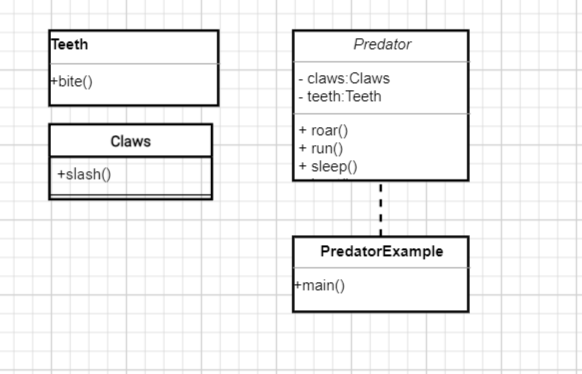 Teeth
+bite()
Claws
+slash()
Predator
- claws:Claws
- teeth:Teeth
+ roar()
+ run()
+ sleep()
PredatorExample
+main()